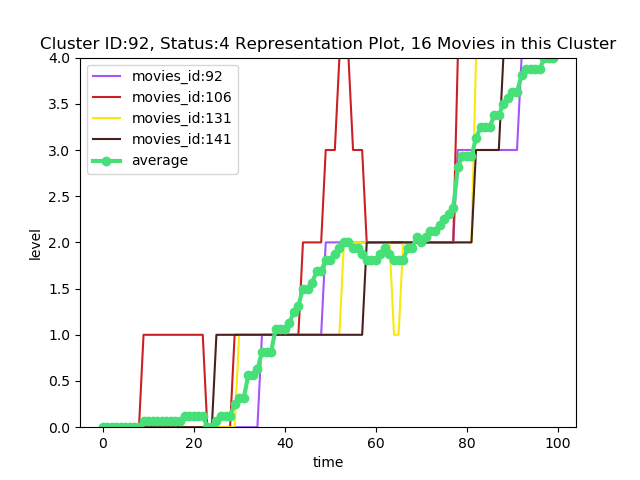 Cluster ID:92, Status:4 Representation Plot, 16 Movies in this Cluster
movies_id:92
movies_id:106
movies_id:131
movies_id:141
average
4.0
3.5
3.0
2.5
2.0
1.5
1.0
0.5
0.0
level
0
20
40
60
80
100
time